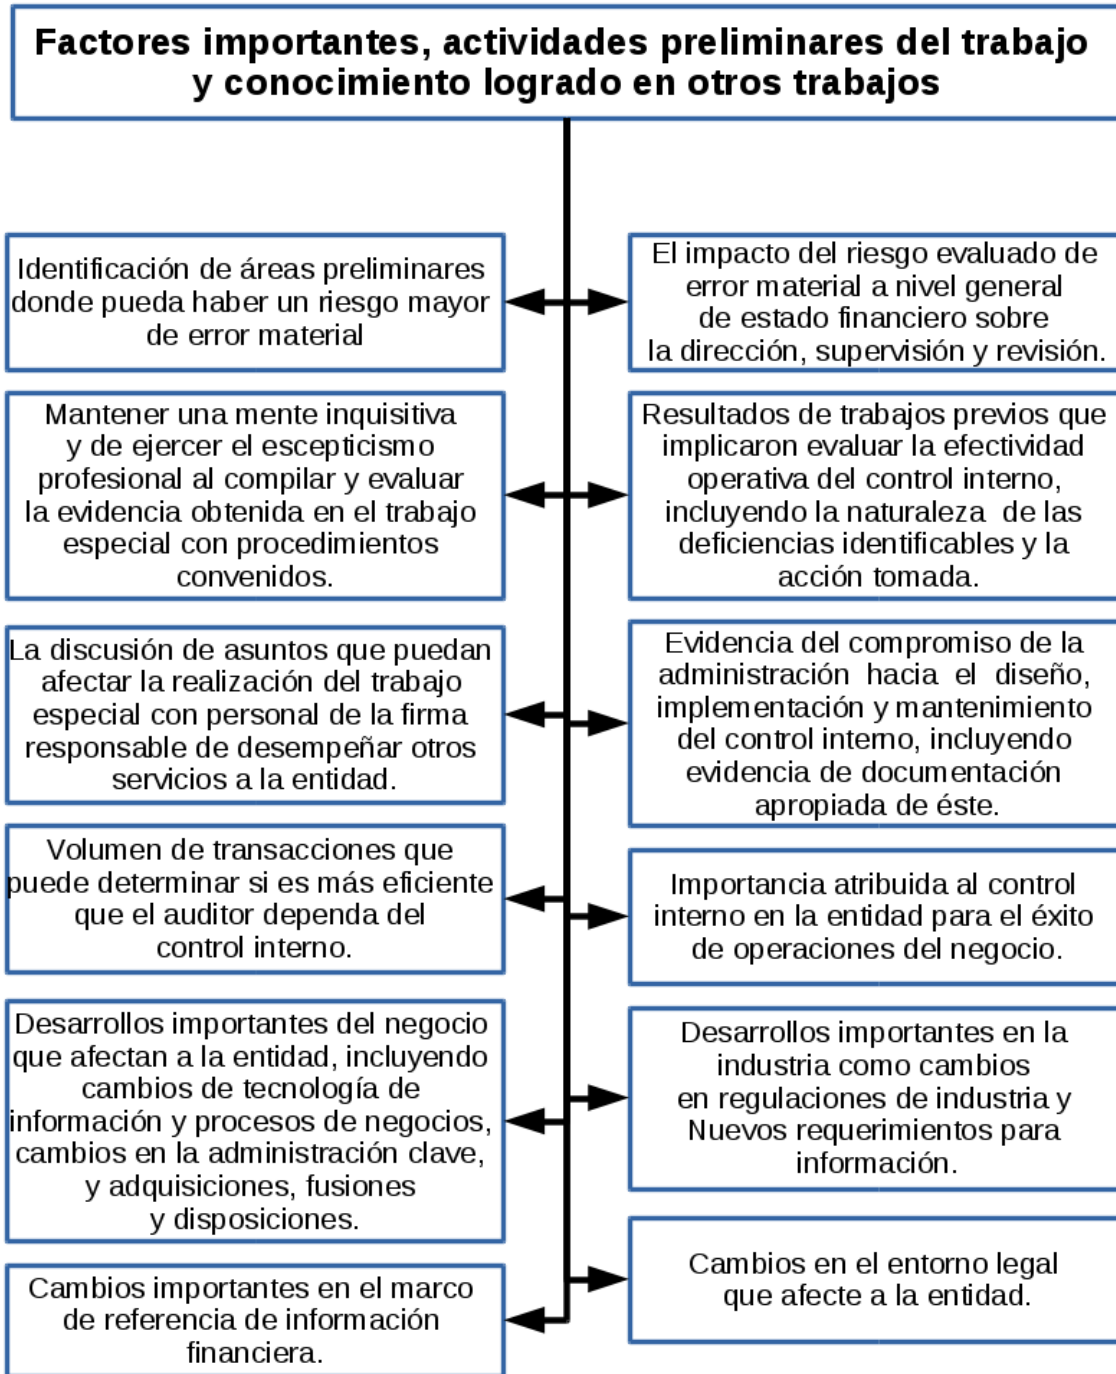 Factores importantes, actividades preliminares del trabajo
y conocimiento logrado en otros trabajos
Identificación de áreas preliminares
donde pueda haber un riesgo mayor
de error material
El impacto del riesgo evaluado de
error material a nivel general
de estado financiero sobre
la dirección, supervisión y revisión.
Mantener una mente inquisitiva
y de ejercer el escepticismo
profesional al compilar y evaluar
la evidencia obtenida en el trabajo
especial con procedimientos
convenidos.
Resultados de trabajos previos que
implicaron evaluar la efectividad
operativa del control interno,
incluyendo la naturaleza de las
deficiencias identificables y la
acción tomada.
La discusión de asuntos que puedan
afectar la realización del trabajo
especial con personal de la firma
responsable de desempeñar otros
servicios a la entidad.
Evidencia del compromiso de la
administración hacia el diseño,
implementación y mantenimiento
del control interno, incluyendo
evidencia de documentación
apropiada de éste.
Volumen de transacciones que
puede determinar si es más eficiente
que el auditor dependa del
control interno.
Importancia atribuida al control
interno en la entidad para el éxito
de operaciones del negocio.
Desarrollos importantes del negocio
que afectan a la entidad, incluyendo
cambios de tecnología de
información y procesos de negocios,
cambios en la administración clave,
y adquisiciones, fusiones
y disposiciones.
Desarrollos importantes en la
industria como cambios
en regulaciones de industria y
Nuevos requerimientos para
información.
Cambios importantes en el marco
de referencia de información
financiera.
Cambios en el entorno legal
que afecte a la entidad.